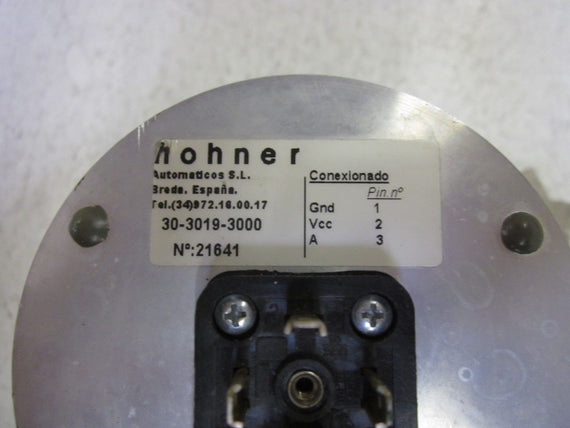 hohner
Automaticos S.L.
Breda. España.
Tel.(34)972.16.00.17
30-3019-3000
Nº:21641
Conexionado
Pin.nº
Gnd 1
Vcc 2
A 3